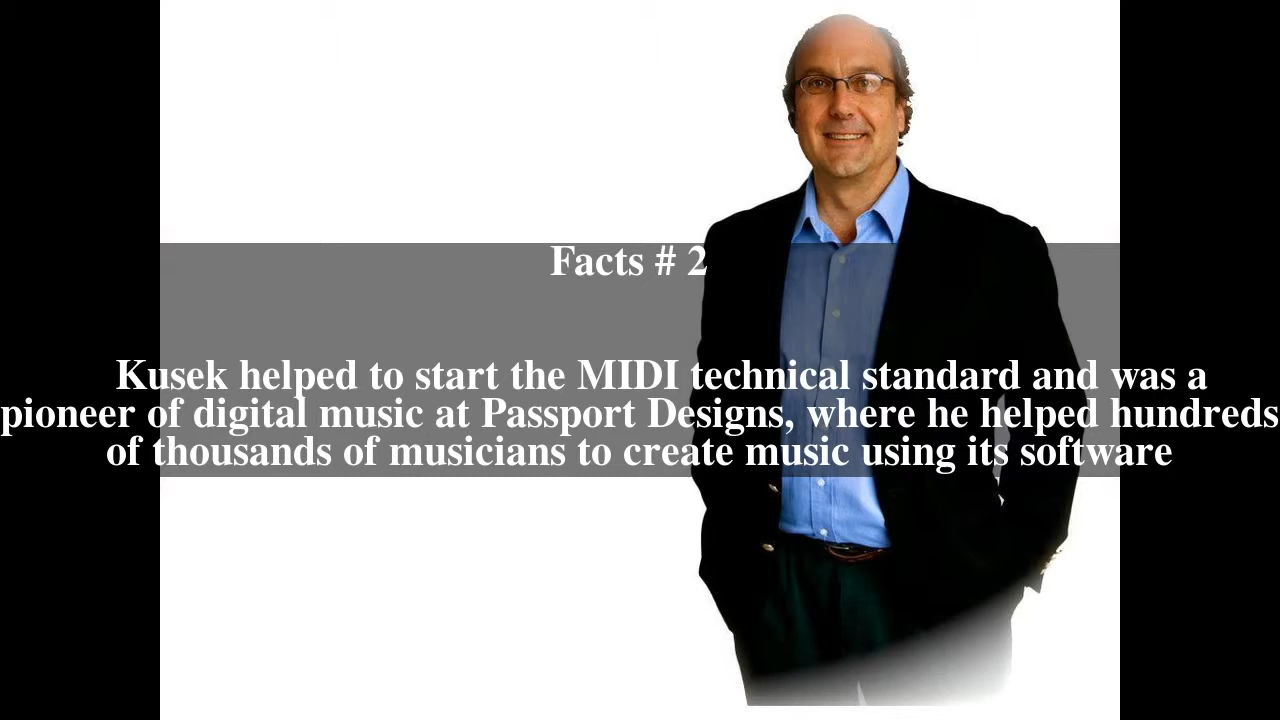 Facts # 2
Kusek helped to start the MIDI technical standard and was a
pioneer of digital music at Passport Designs, where he helped hundreds
of thousands of musicians to create music using its software